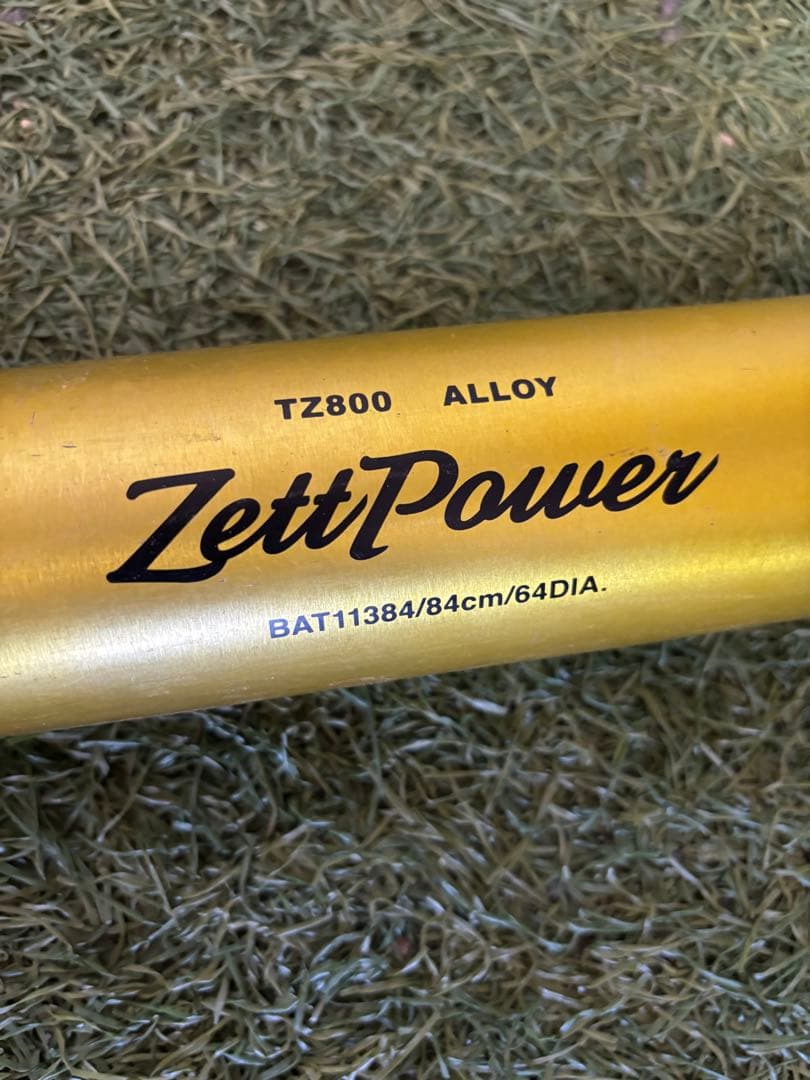 TZ800 ALLOY
ZettPower
BAT11384/84cm/64DIA.